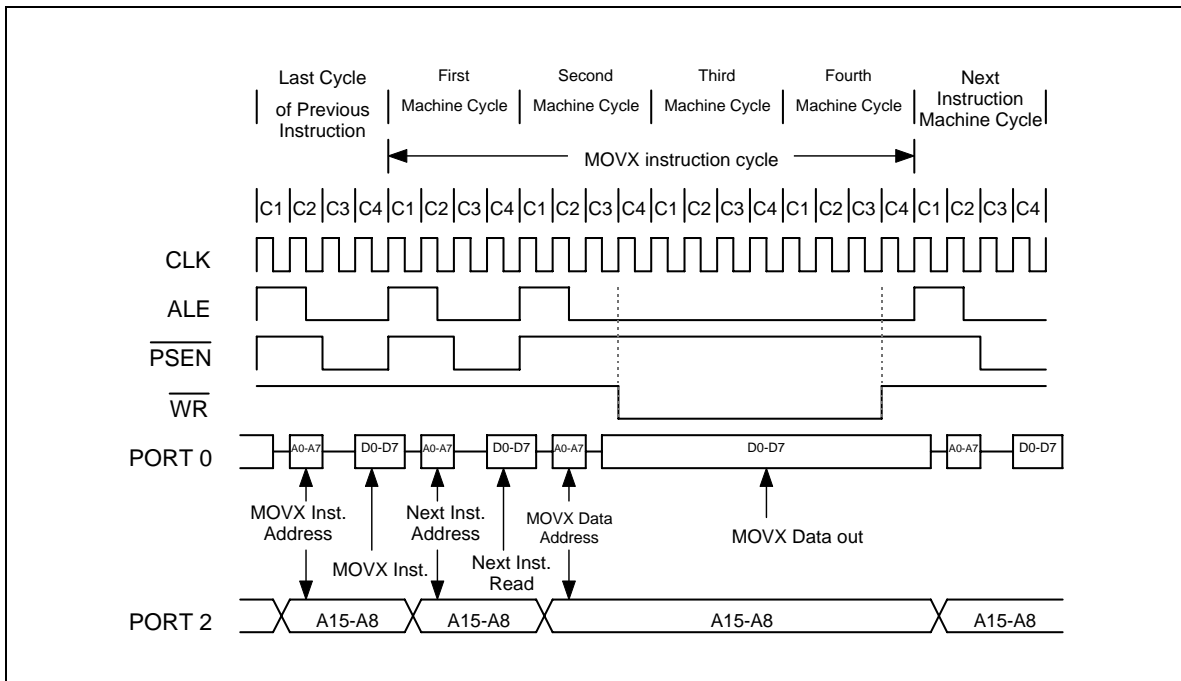 Last Cycle
of Previous
Instruction
First
Machine Cycle
Second
Machine Cycle
Third
Machine Cycle
Fourth
Machine Cycle
Next
Instruction
Machine Cycle
MOVX instruction cycle
C1 C2 C3 C4 C1 C2 C3 C4 C1 C2 C3 C4 C1 C2 C3 C4 C1 C2 C3 C4 C1 C2 C3 C4
CLK
ALE
PSEN
WR
PORT 0
A0-A7 D0-D7 A0-A7 D0-D7 A0-A7 D0-D7 A0-A7 D0-D7
MOVX Inst.
Address
MOVX Inst.
Next Inst.
Address
Next Inst.
Read
MOVX Data
Address
MOVX Data out
PORT 2
A15-A8 A15-A8 A15-A8 A15-A8